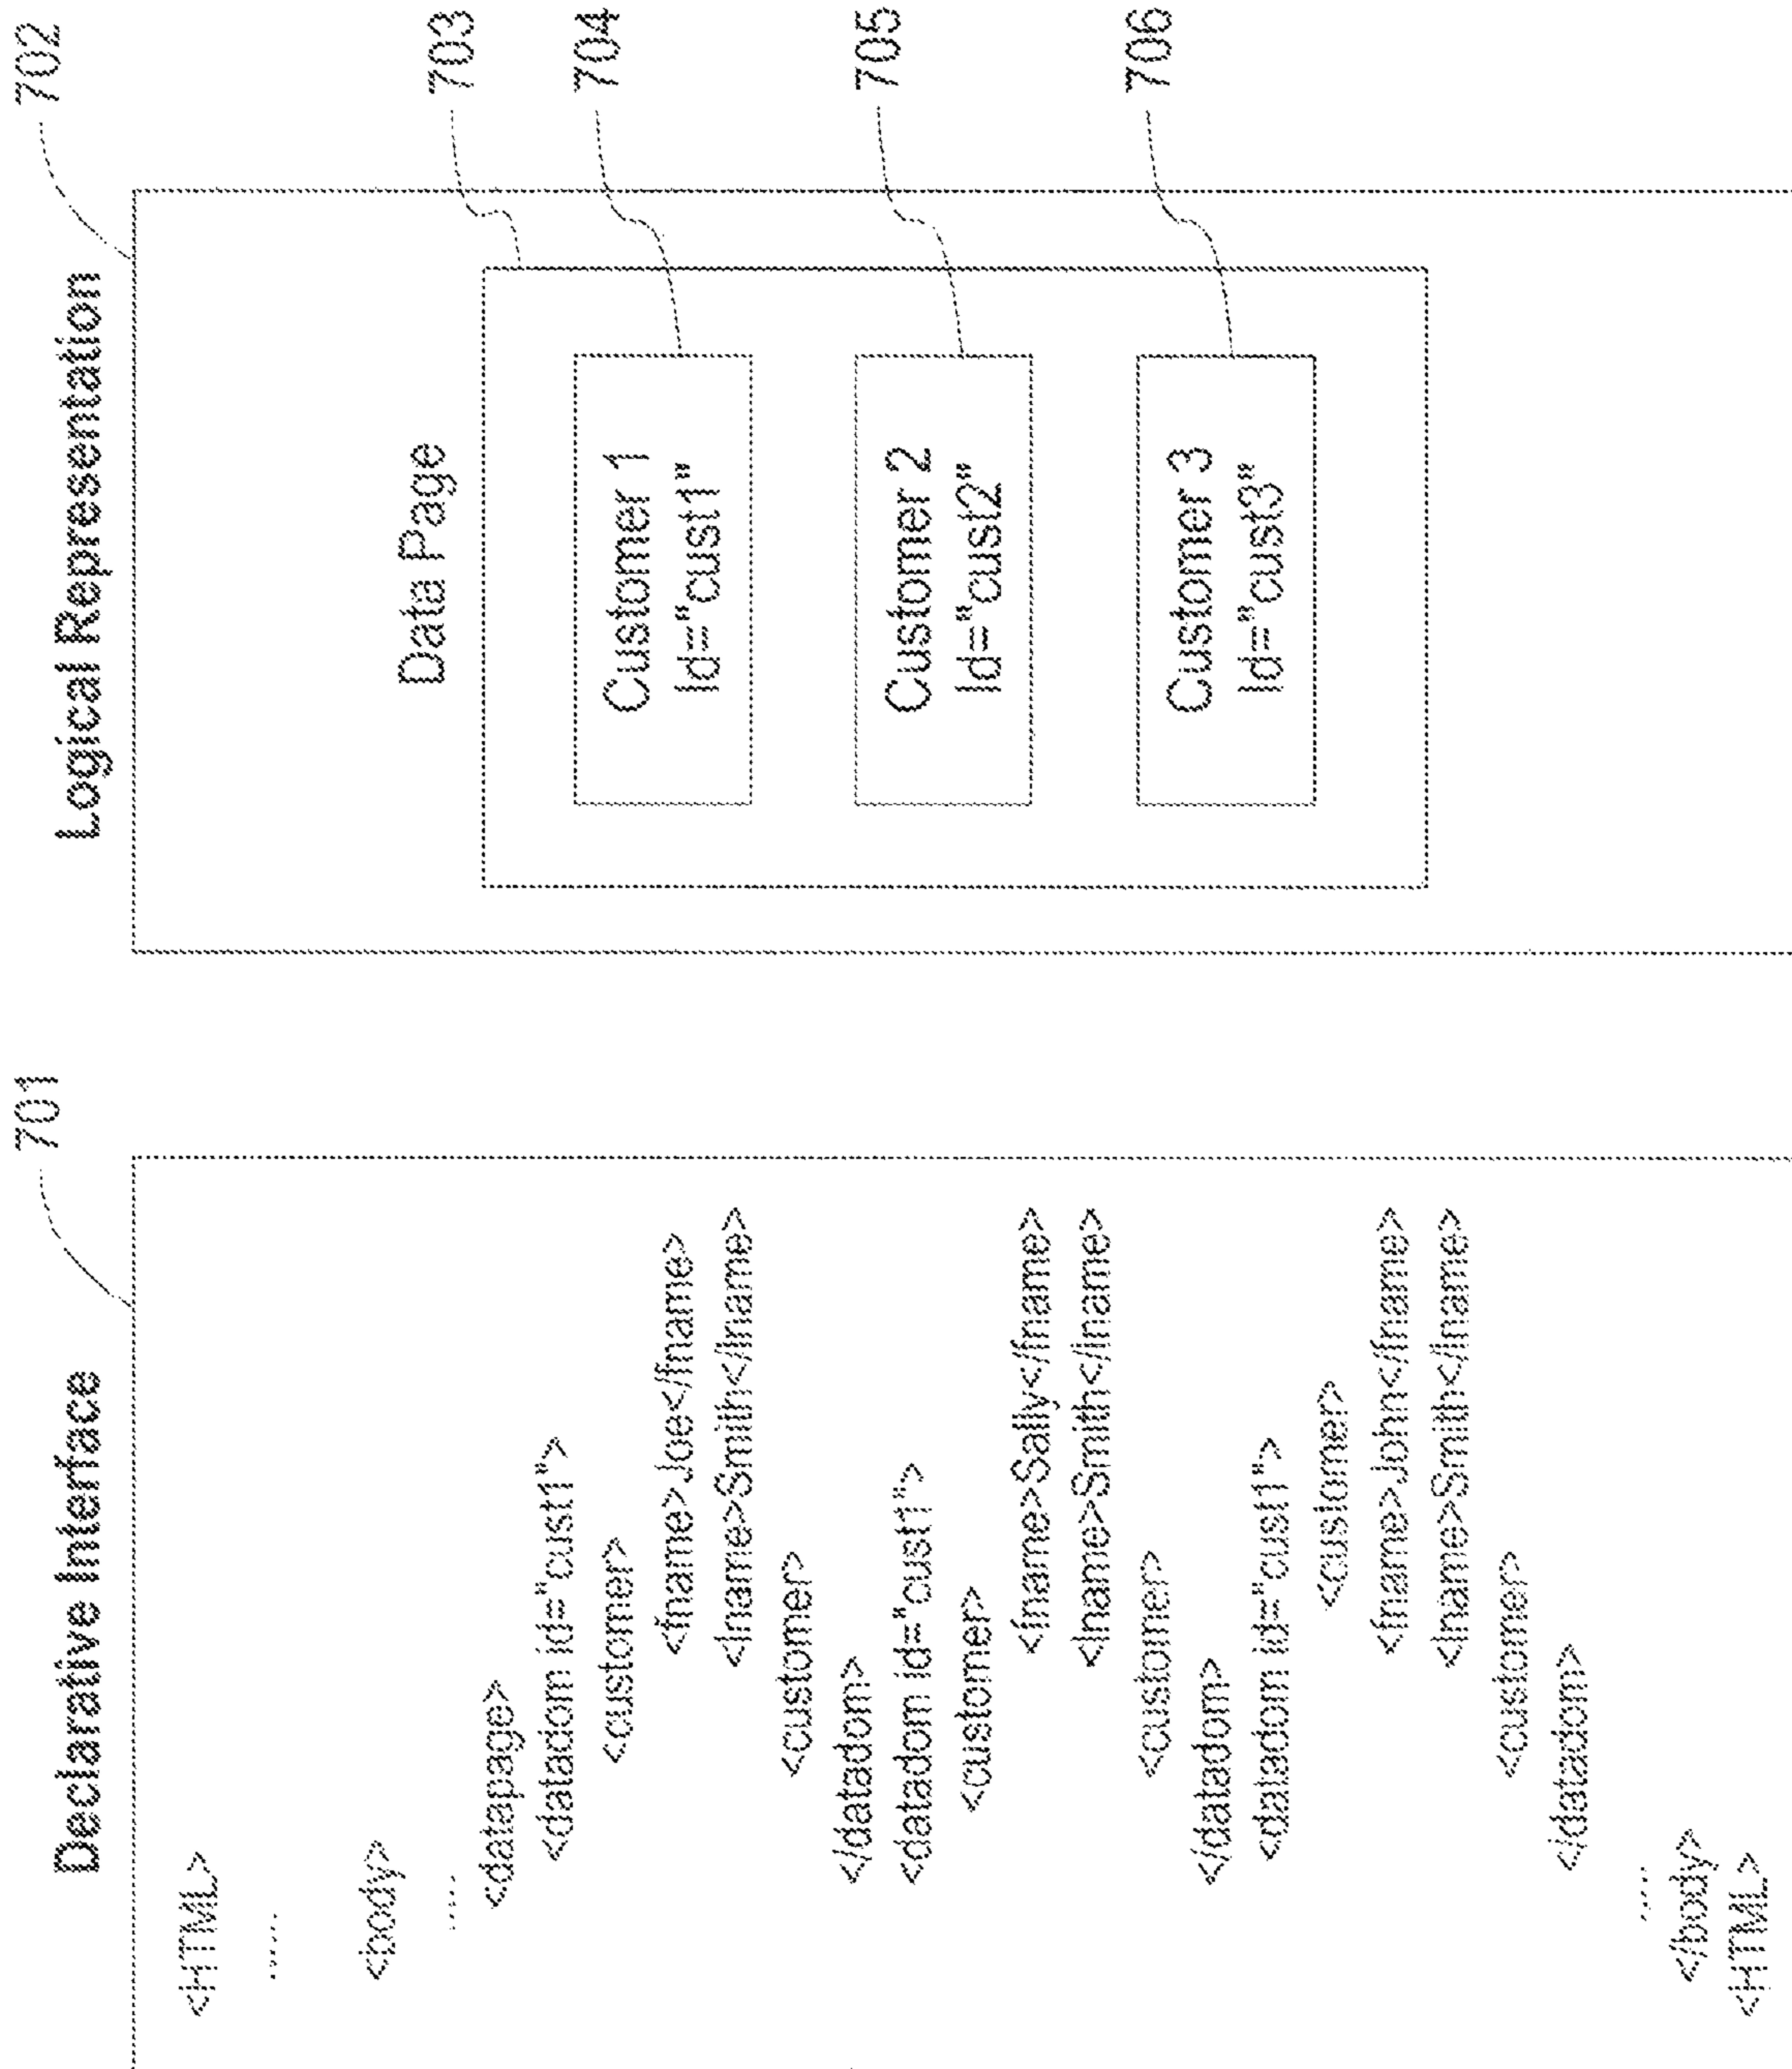 Declarative Interface
701
<HTML>
.....
<body>
.....
<datapage>
<datadom id="cust1">
<customer>
<fname>Joe</fname>
<lname>Smith</lname>
<customer>
</datadom>
<datadom id="cust1">
<customer>
<fname>Sally</fname>
<lname>Smith</lname>
<customer>
</datadom>
<datadom id="cust1">
<customer>
<fname>John</fname>
<lname>Smith</lname>
<customer>
</datadom>
.....
</body>
<HTML>
Logical Representation
702
Data Page
703
Customer 1
Id="cust1"
704
Customer 2
Id="cust2"
705
Customer 3
Id="cust3"
706